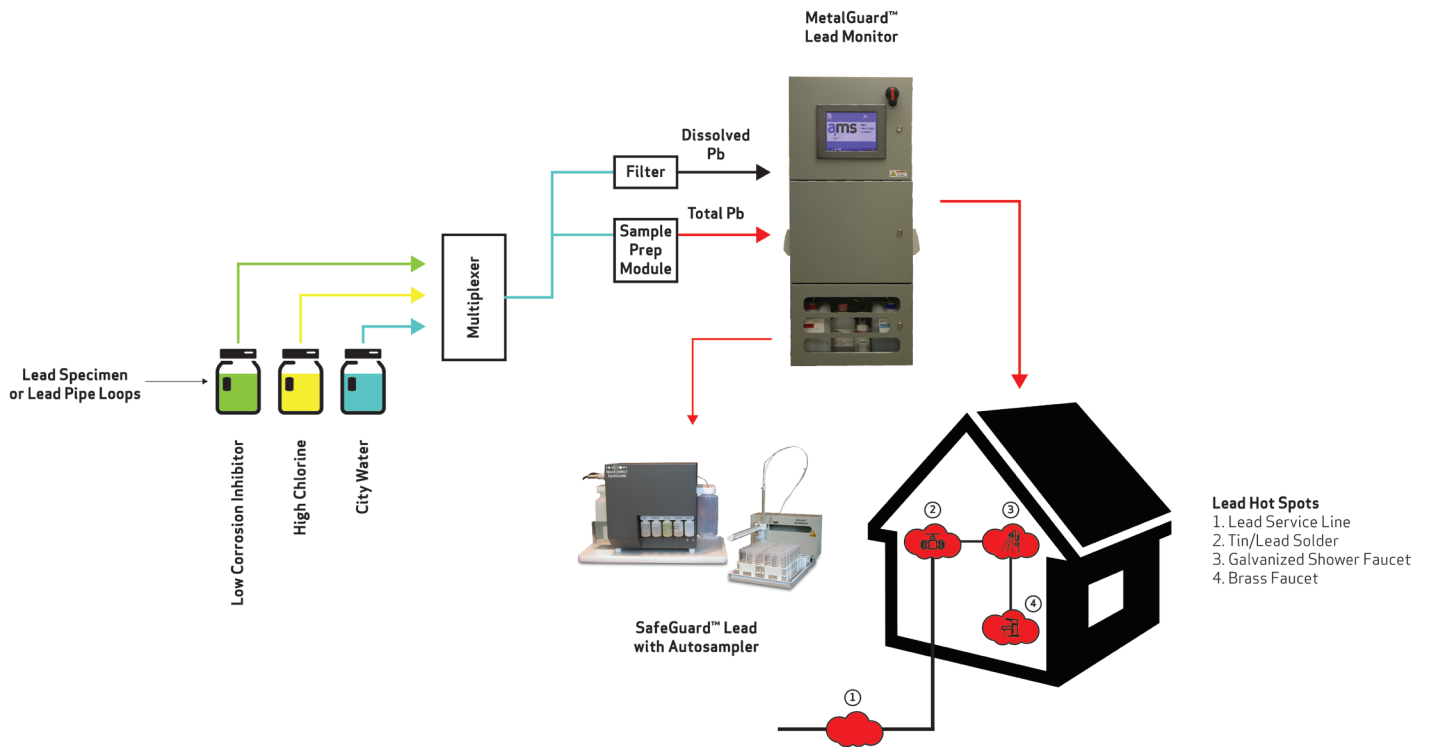 MetalGuard™
Lead Monitor
ams
Dissolved
Pb
Filter
Total Pb
Sample
Prep
Module
Multiplexer
Lead Specimen
or Lead Pipe Loops
Low Corrosion Inhibitor
High Chlorine
City Water
SafeGuard™ Lead
with Autosampler
Lead Hot Spots
1. Lead Service Line
2. Tin/Lead Solder
3. Galvanized Shower Faucet
4. Brass Faucet
2
3
4
1